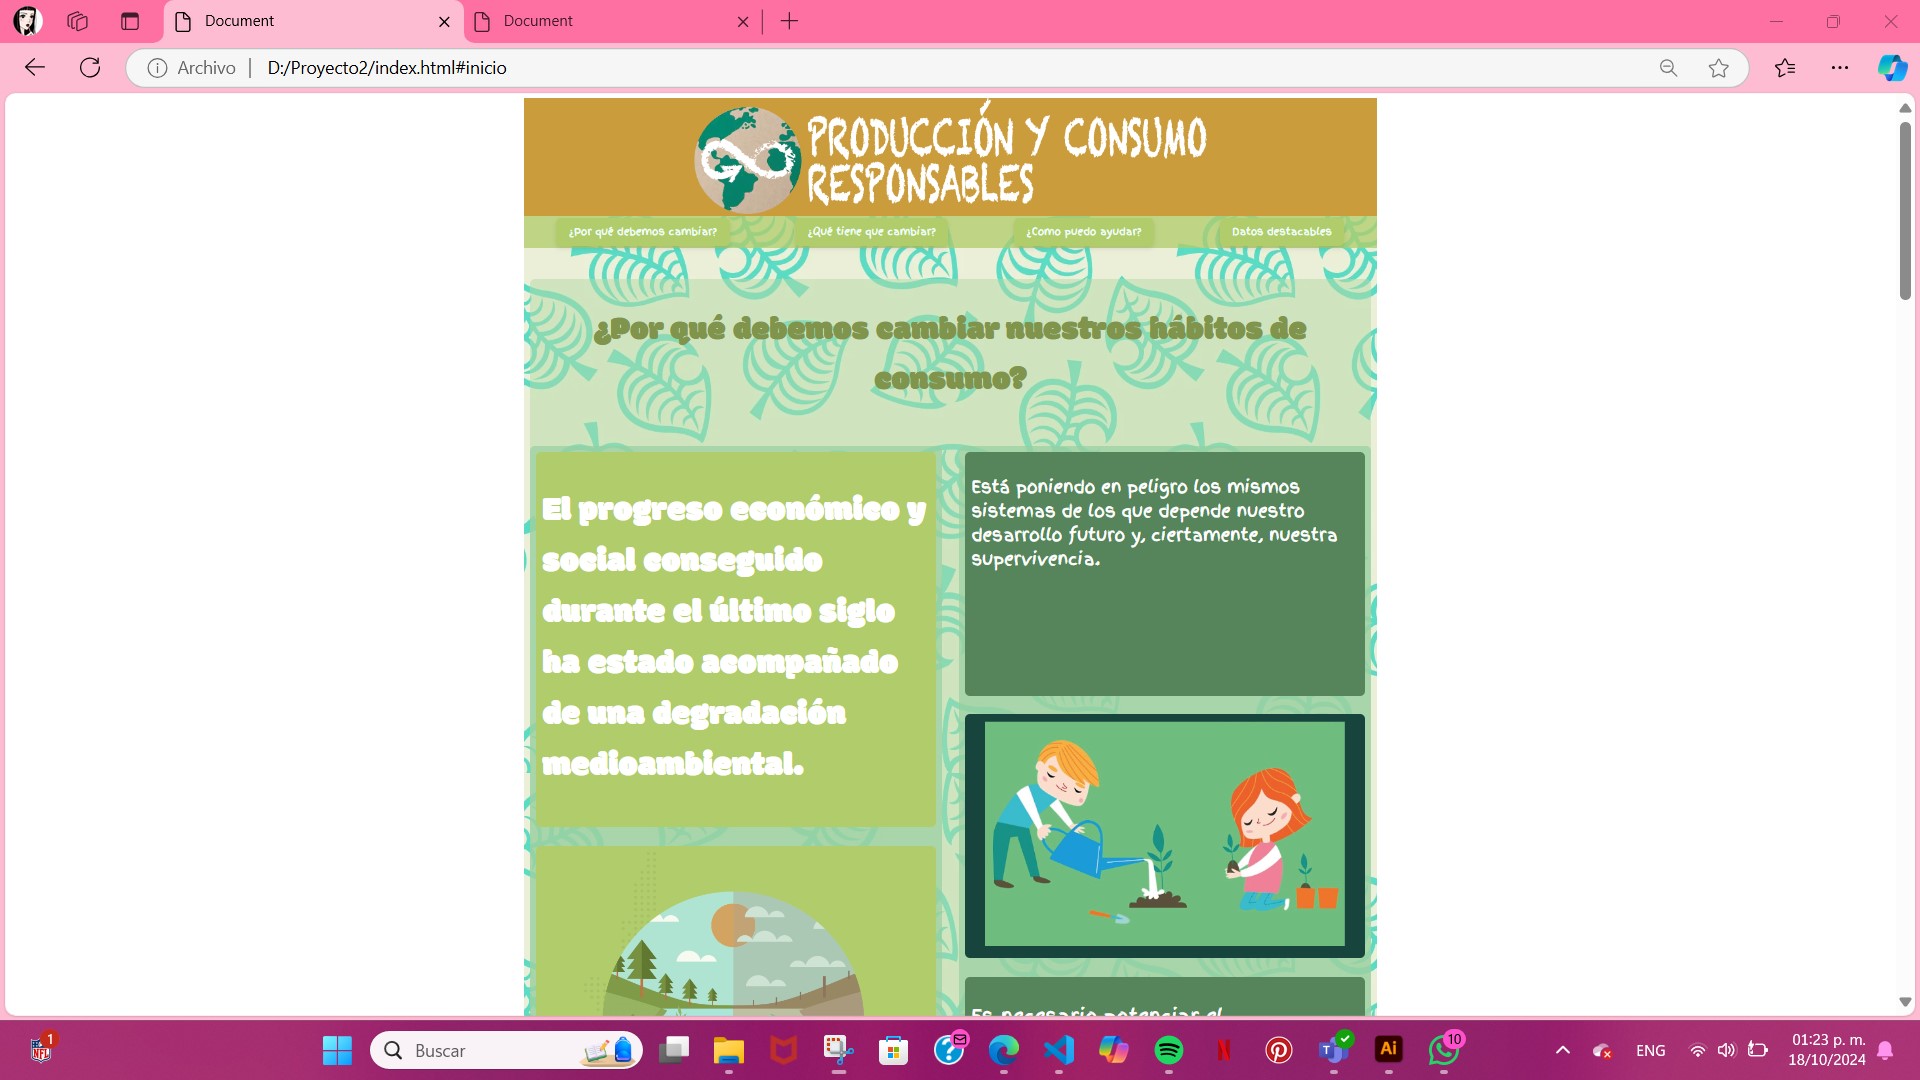 Document
Document
Archivo
D:/Proyecto2/index.html#inicio
PRODUCCIÓN Y CONSUMO
RESPONSABLES
¿Por qué debemos cambiar?
¿Qué tiene que cambiar?
¿Como puedo ayudar?
Datos destacables
¿Por qué debemos cambiar nuestros hábitos de
consumo?
El progreso económico y
social conseguido
durante el último siglo
ha estado acompañado
de una degradación
medioambiental.
Está poniendo en peligro los mismos
sistemas de los que depende nuestro
desarrollo futuro y, ciertamente, nuestra
supervivencia.
Es necesario potenciar el
1
NFL
Buscar
Ai
10
ENG
01:23 p. m.
18/10/2024